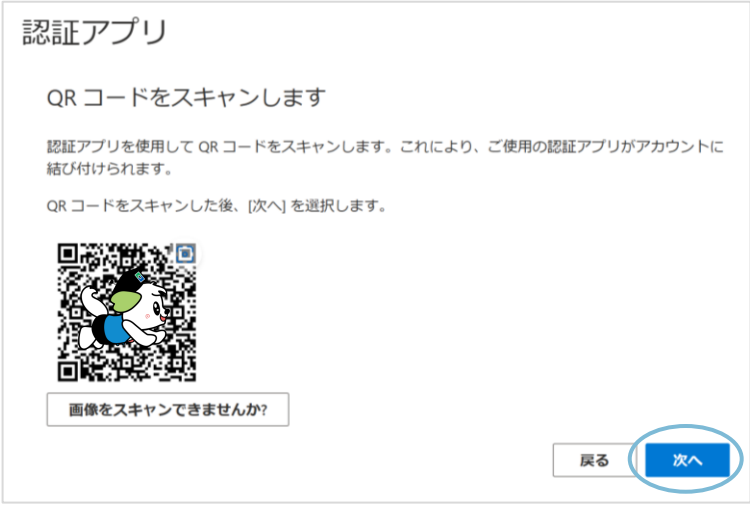 認証アプリ
QR コードをスキャンします
認証アプリを使用して QR コードをスキャンします。これにより、ご使用の認証アプリがアカウントに
結び付けられます。
QR コードをスキャンした後、[次へ] を選択します。
画像をスキャンできませんか?
戻る
次へ